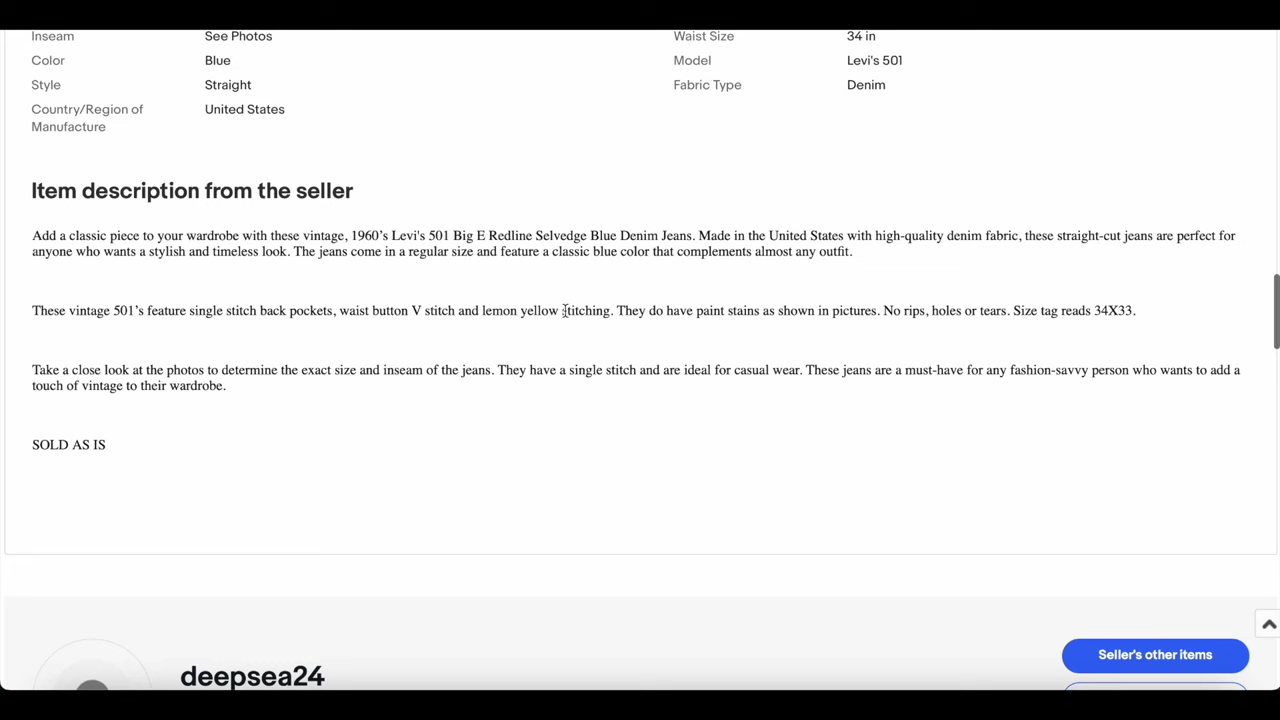 Inseam See Photos Waist Size 34 in
Color Blue Model Levi's 501
Style Straight Fabric Type Denim
Country/Region of United States
Manufacture
Item description from the seller
Add a classic piece to your wardrobe with these vintage, 1960’s Levi's 501 Big E Redline Selvedge Blue Denim Jeans. Made in the United States with high-quality denim fabric, these straight-cut jeans are perfect for
anyone who wants a stylish and timeless look. The jeans come in a regular size and feature a classic blue color that complements almost any outfit.
These vintage 501’s feature single stitch back pockets, waist button V stitch and lemon yellow stitching. They do have paint stains as shown in pictures. No rips, holes or tears. Size tag reads 34X33.
Take a close look at the photos to determine the exact size and inseam of the jeans. They have a single stitch and are ideal for casual wear. These jeans are a must-have for any fashion-savvy person who wants to add a
touch of vintage to their wardrobe.
SOLD AS IS
Seller's other items
deepsea24